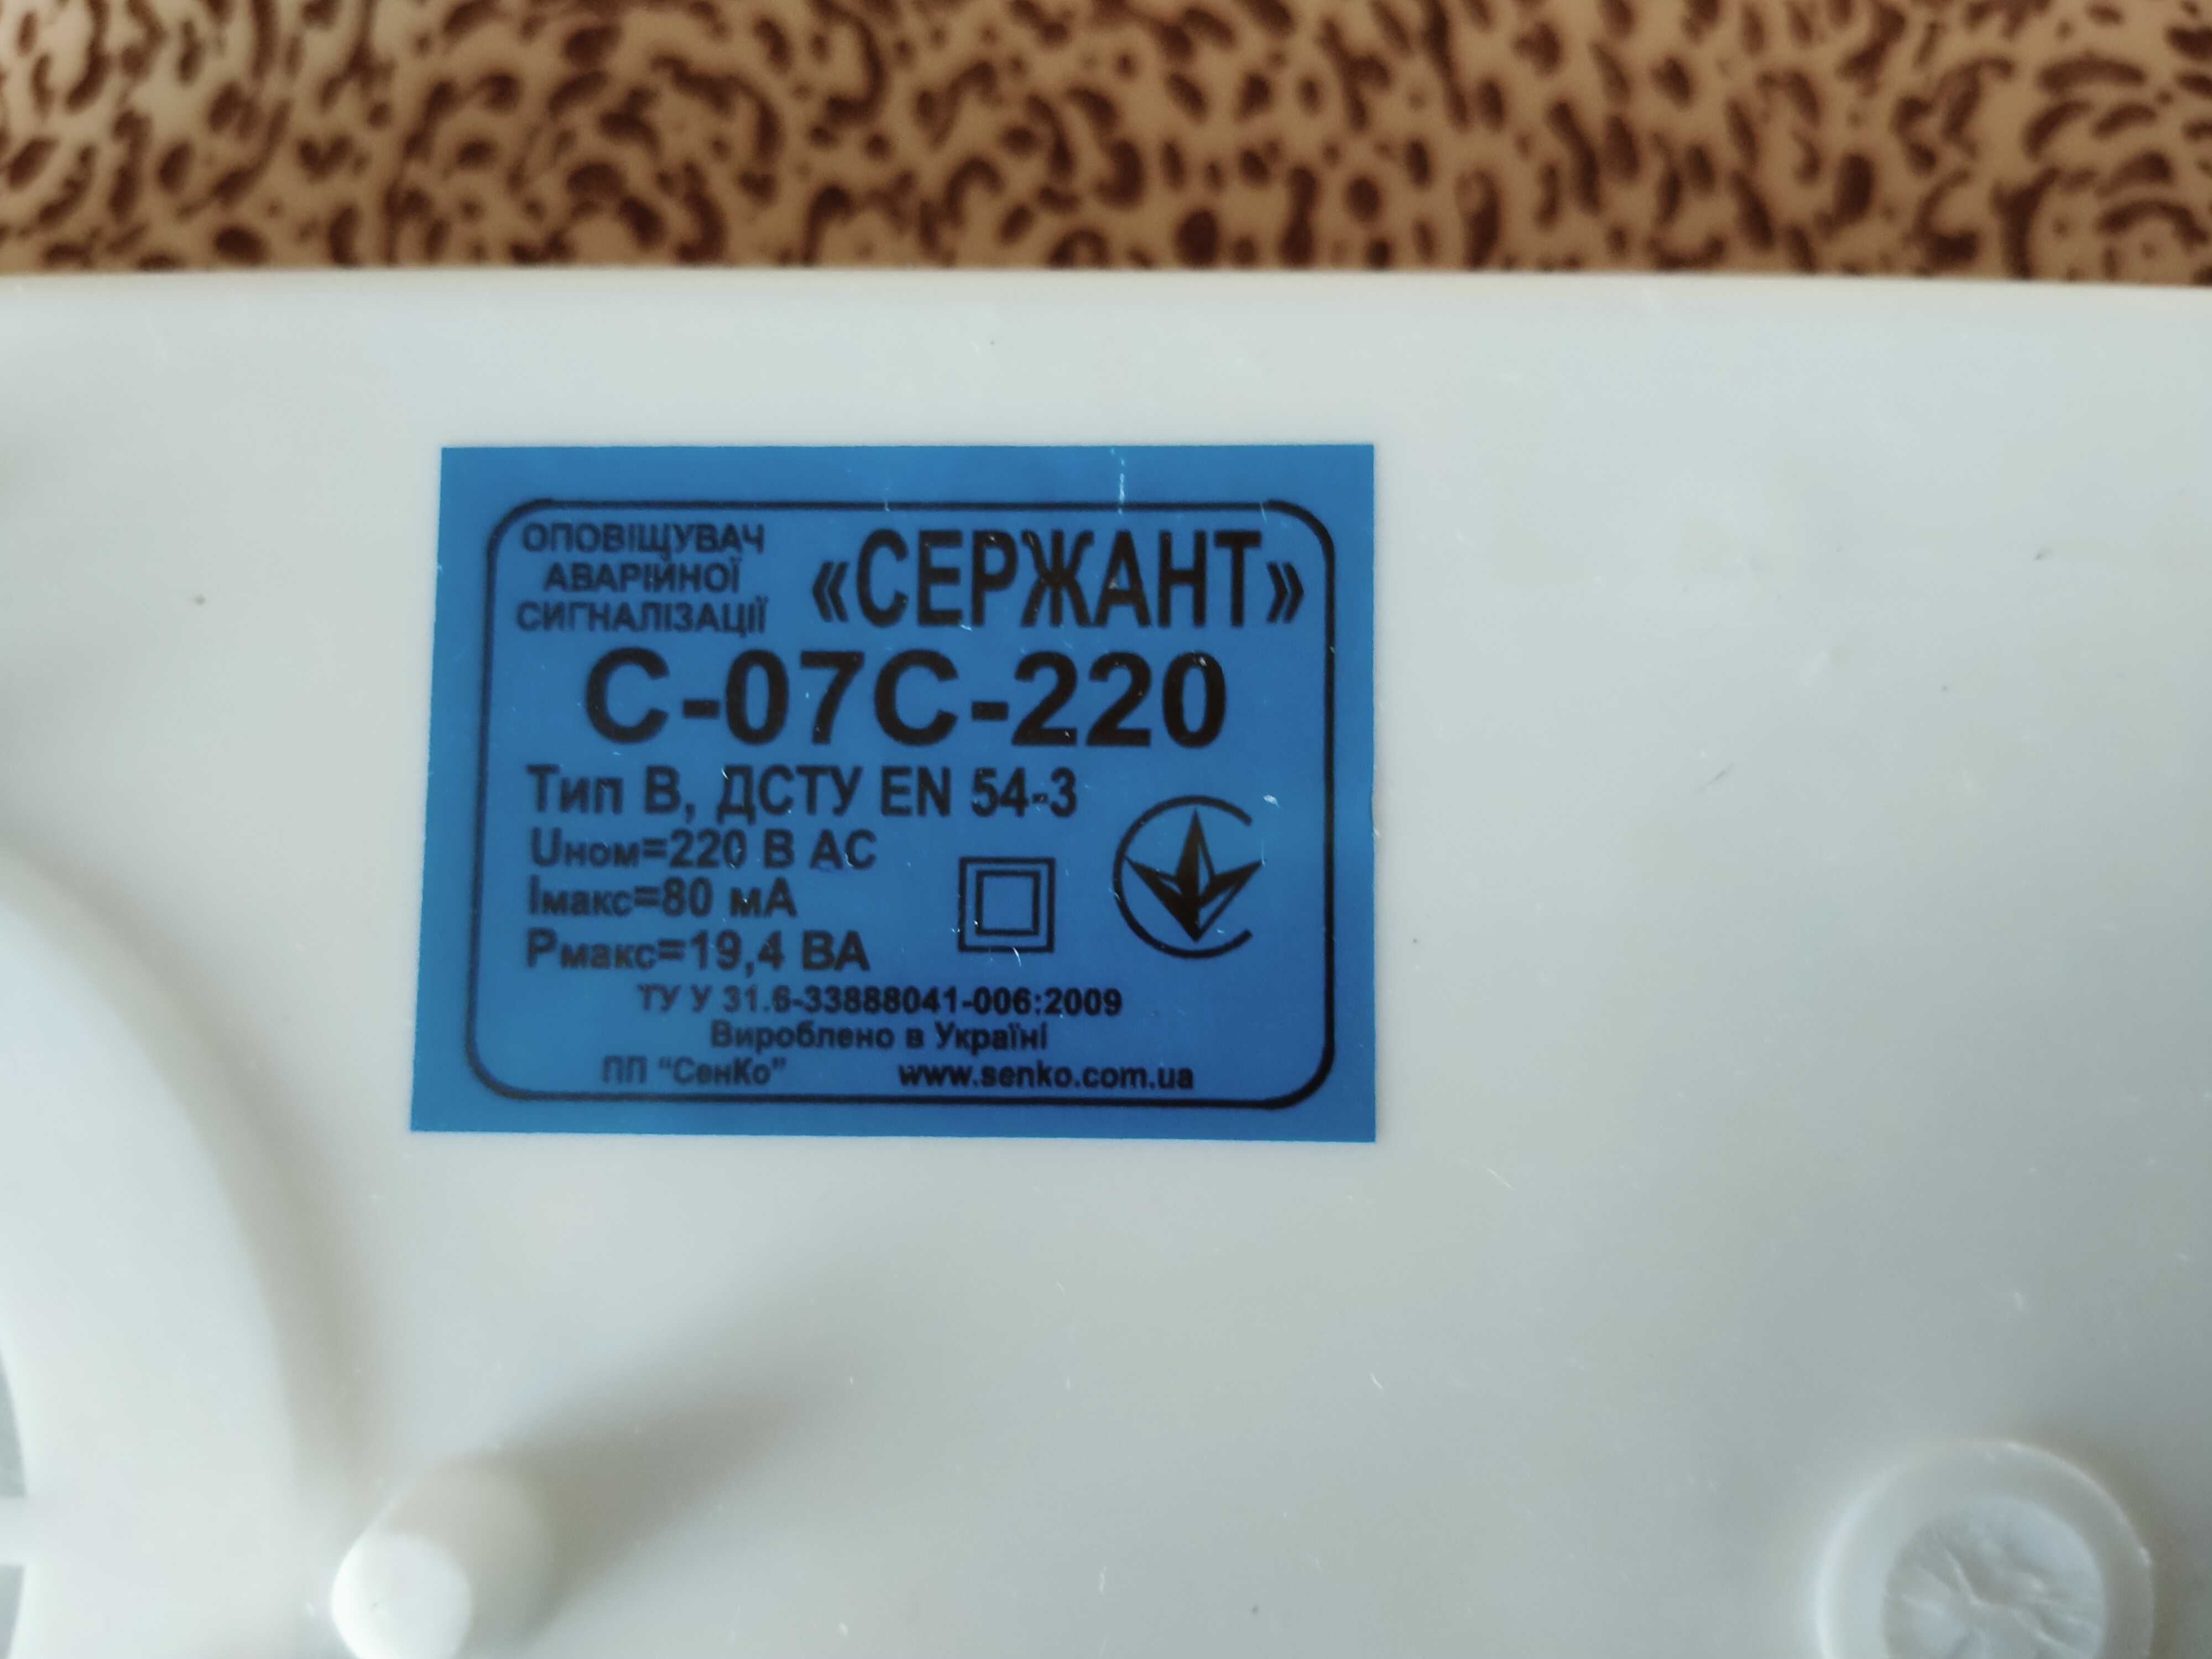 ОПОВІЩУВАЧ
АВАРІЙНОЇ
СИГНАЛІЗАЦІЇ
«СЕРЖАНТ»
С-07С-220
Тип В, ДСТУ EN 54-3
Uном=220 В АС
Iмакс=80 мА
Рмакс=19,4 ВА
ТУ У 31.6-33888041-006:2009
Вироблено в Україні
ПП “СенКо” www.senko.com.ua